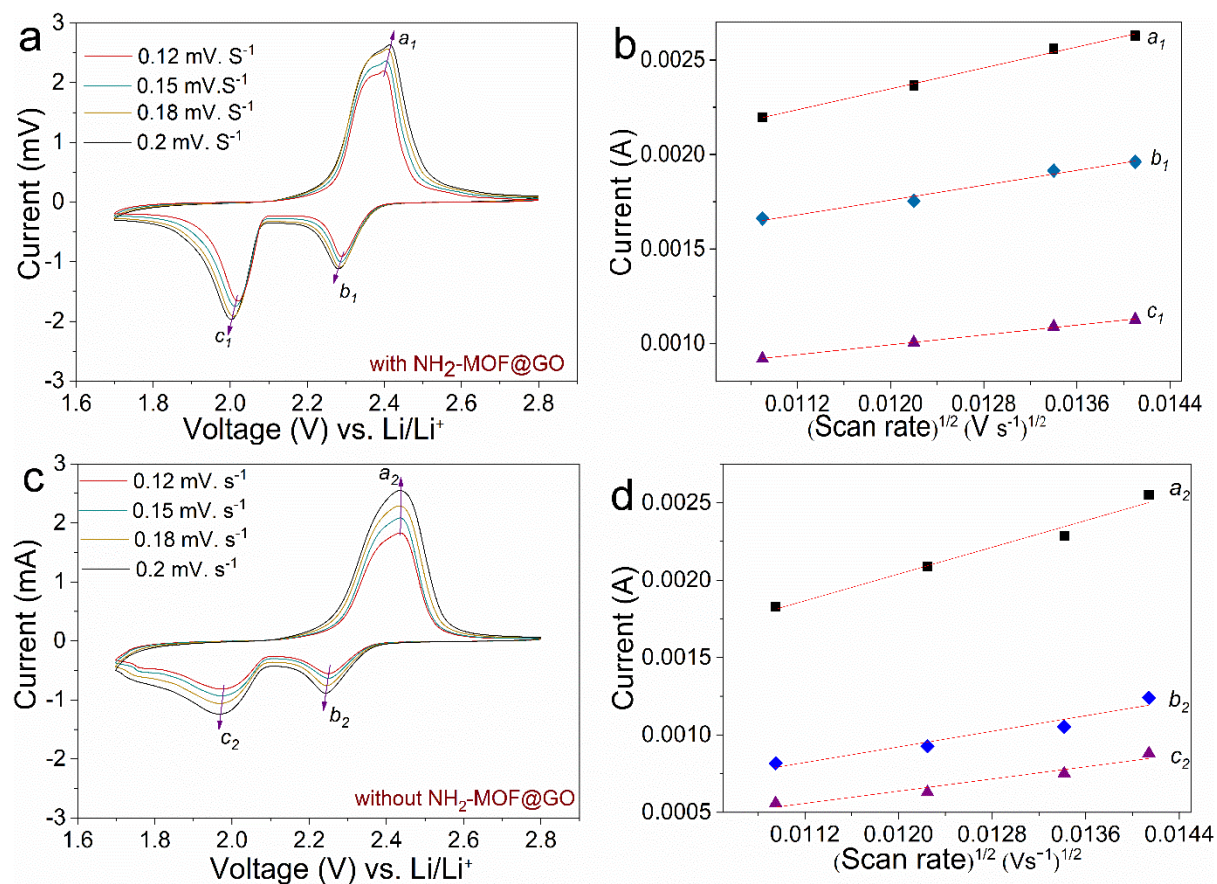 a
3
2
1
0
-1
-2
-3
Current (mV)
0.12 mV. S⁻¹
0.15 mV.S⁻¹
0.18 mV. S⁻¹
0.2 mV. S⁻¹
a₁
b₁
c₁
with NH₂-MOF@GO
1.6 1.8 2.0 2.2 2.4 2.6 2.8
Voltage (V) vs. Li/Li⁺
b
0.0025
0.0020
0.0015
0.0010
Current (A)
a₁
b₁
c₁
0.0112 0.0120 0.0128 0.0136 0.0144
(Scan rate)¹/² (V s⁻¹)¹/²
c
3
2
1
0
-1
-2
-3
Current (mA)
0.12 mV. s⁻¹
0.15 mV. s⁻¹
0.18 mV. s⁻¹
0.2 mV. s⁻¹
a₂
b₂
c₂
without NH₂-MOF@GO
1.6 1.8 2.0 2.2 2.4 2.6 2.8
Voltage (V) vs. Li/Li⁺
d
0.0025
0.0020
0.0015
0.0010
0.0005
Current (A)
a₂
b₂
c₂
0.0112 0.0120 0.0128 0.0136 0.0144
(Scan rate)¹/² (Vs⁻¹)¹/²